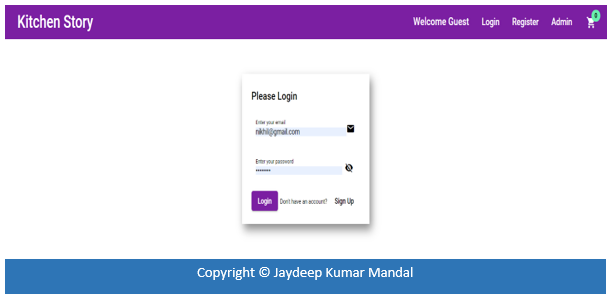 Kitchen Story Welcome Guest Login Register Admin 0
Please Login
Enter your email
nikhil@gmail.com
Enter your password
••••••••
Login Don't have an account? Sign Up
Copyright © Jaydeep Kumar Mandal